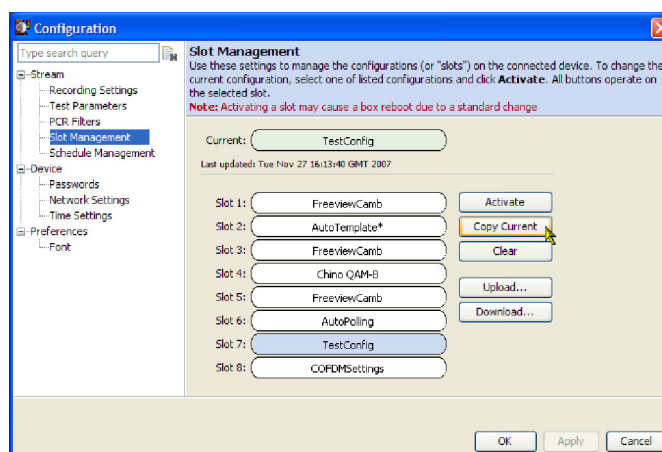 Configuration
Type search query
Stream
Recording Settings
Test Parameters
PCR Filters
Slot Management
Schedule Management
Device
Passwords
Network Settings
Time Settings
Preferences
Font
Slot Management
Use these settings to manage the configurations (or "slots") on the connected device. To change the
current configuration, select one of listed configurations and click Activate. All buttons operate on
the selected slot.
Note: Activating a slot may cause a box reboot due to a standard change
Current: TestConfig
Last updated: Tue Nov 27 16:13:40 GMT 2007
Slot 1: FreeviewCamb
Slot 2: AutoTemplate*
Slot 3: FreeviewCamb
Slot 4: Chino QAM-B
Slot 5: FreeviewCamb
Slot 6: AutoPolling
Slot 7: TestConfig
Slot 8: COFDMSettings
Activate
Copy Current
Clear
Upload...
Download...
OK Apply Cancel